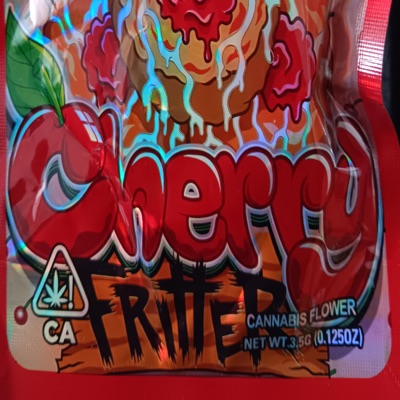 Cherry
FRITTER
CA
CANNABIS FLOWER
NET WT. 3.5G (0.125OZ)